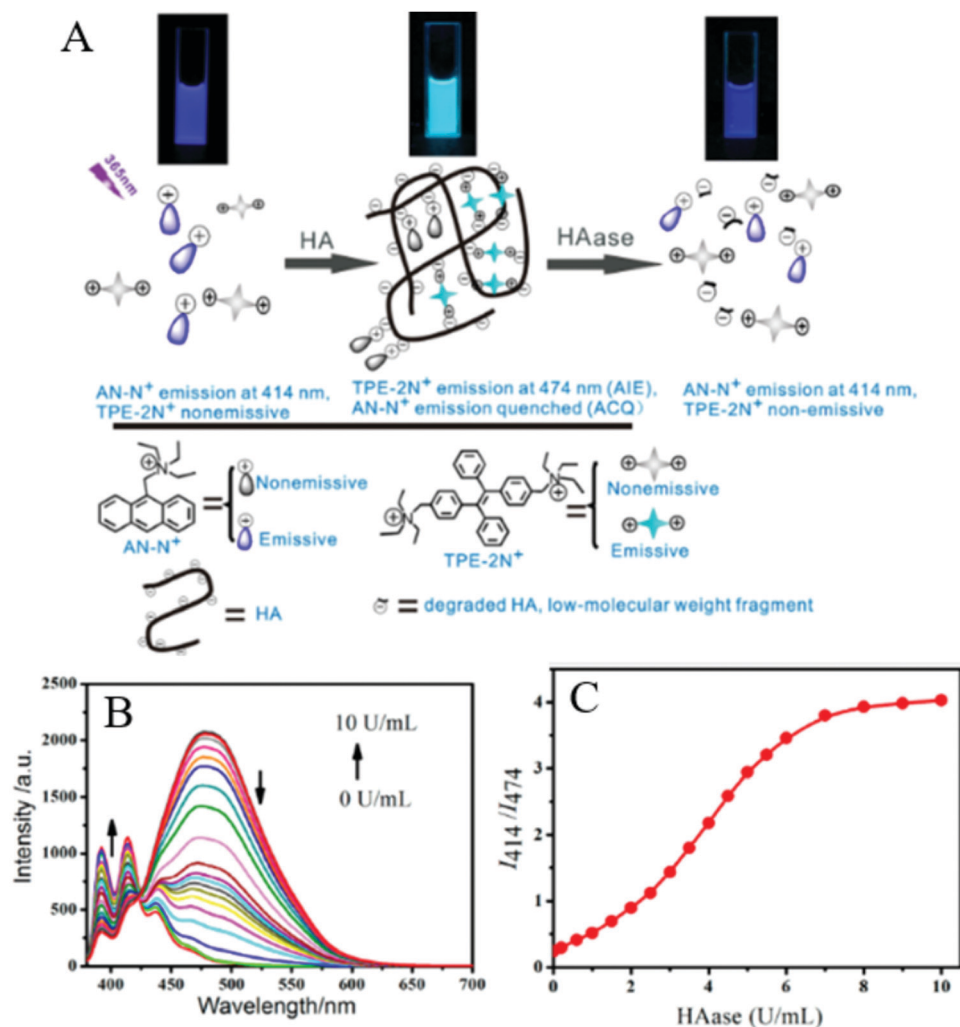 A
365nm
HA
HAase
AN-N⁺ emission at 414 nm,
TPE-2N⁺ nonemissive
TPE-2N⁺ emission at 474 nm (AIE),
AN-N⁺ emission quenched (ACQ)
AN-N⁺ emission at 414 nm,
TPE-2N⁺ non-emissive
N
Nonemissive
=
Emissive
AN-N⁺
N
N
=
Nonemissive
Emissive
TPE-2N⁺
= HA
= degraded HA, low-molecular weight fragment
B
Intensity /a.u.
2500
2000
1500
1000
500
0
10 U/mL
0 U/mL
400 450 500 550 600 650 700
Wavelength/nm
C
I414/I474
4
3
2
1
0
0 2 4 6 8 10
HAase (U/mL)